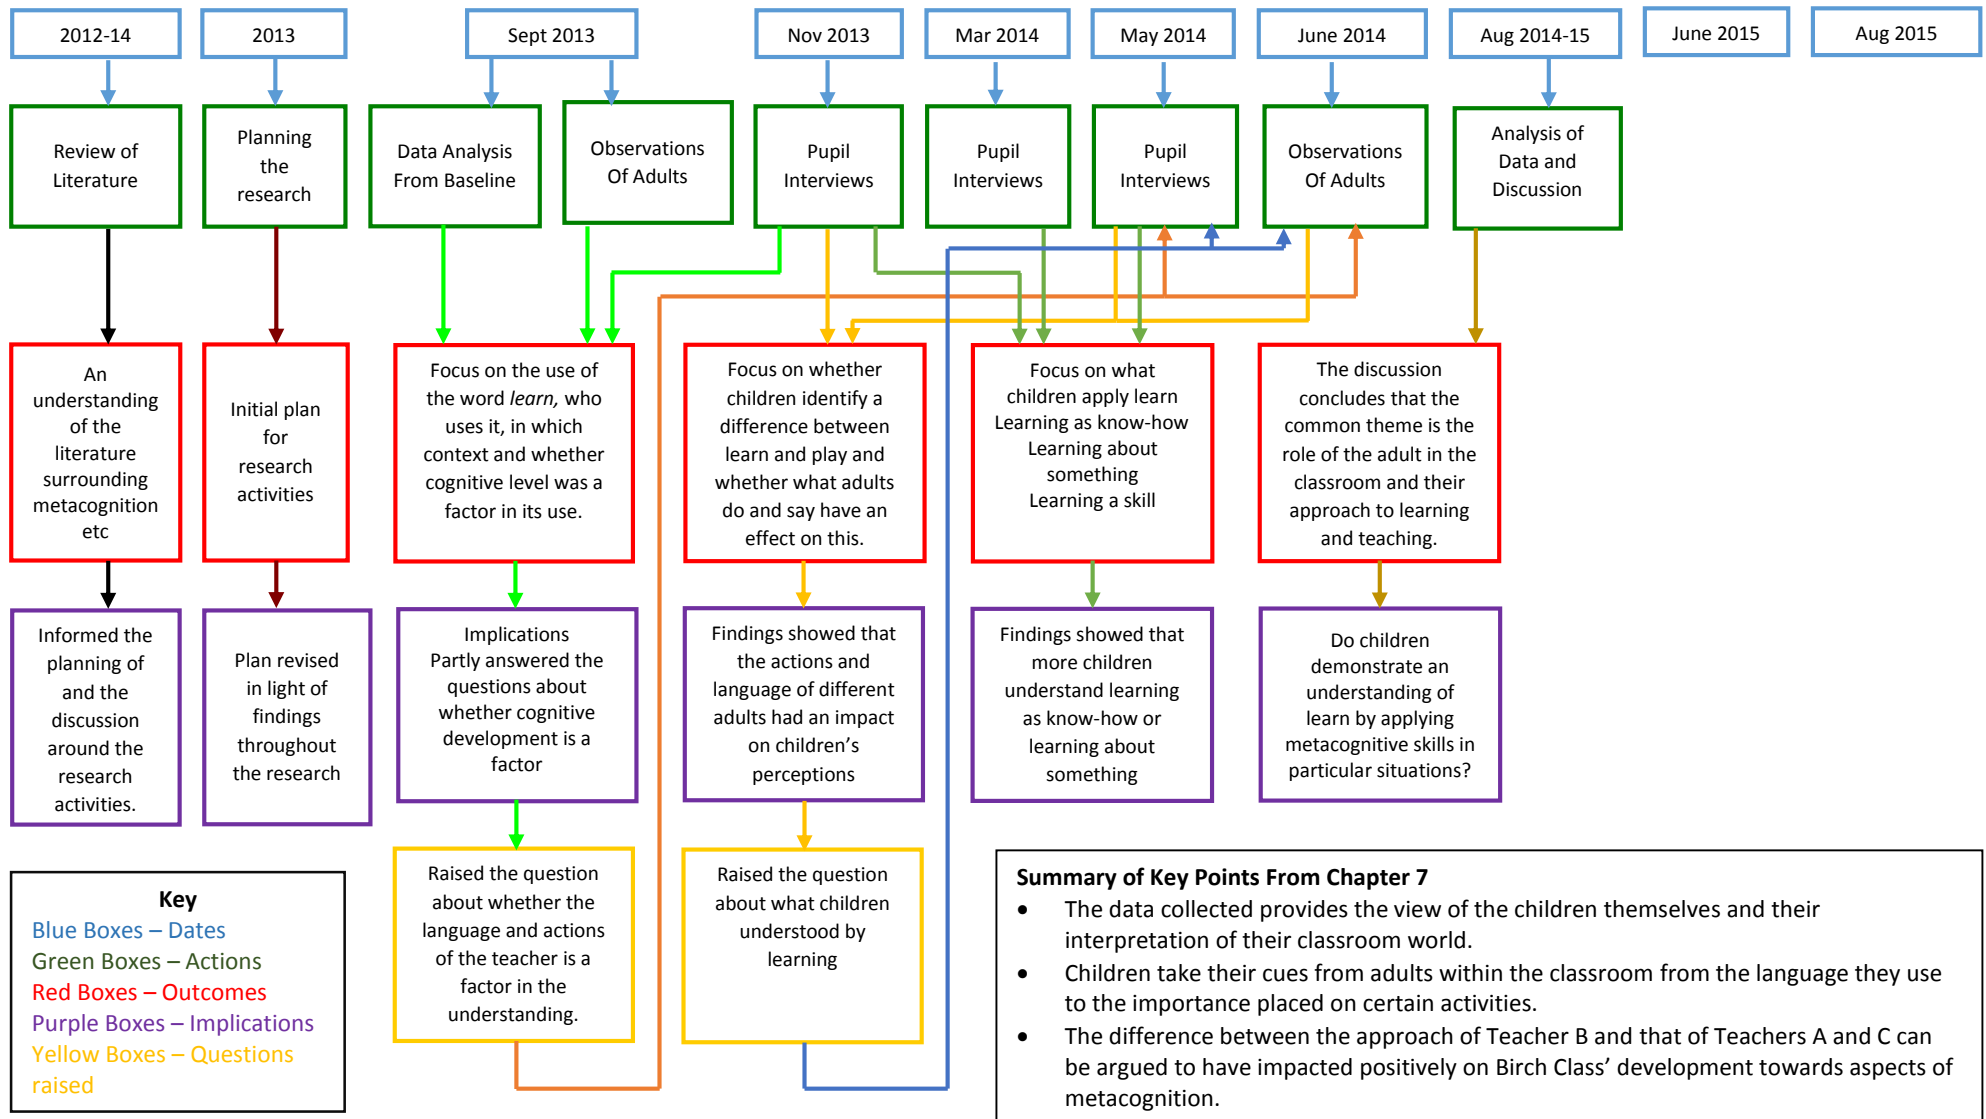 2012-14
2013
Sept 2013
Nov 2013
Mar 2014
May 2014
June 2014
Aug 2014-15
June 2015
Aug 2015
Review of
Literature
Planning
the
research
Data Analysis
From Baseline
Observations
Of Adults
Pupil
Interviews
Pupil
Interviews
Pupil
Interviews
Observations
Of Adults
Analysis of
Data and
Discussion
An
understanding
of the
literature
surrounding
metacognition
etc
Initial plan
for
research
activities
Focus on the use of
the word learn, who
uses it, in which
context and whether
cognitive level was a
factor in its use.
Focus on whether
children identify a
difference between
learn and play and
whether what adults
do and say have an
effect on this.
Focus on what
children apply learn
Learning as know-how
Learning about
something
Learning a skill
The discussion
concludes that the
common theme is the
role of the adult in the
classroom and their
approach to learning
and teaching.
Informed the
planning of
and the
discussion
around the
research
activities.
Plan revised
in light of
findings
throughout
the research
Implications
Partly answered the
questions about
whether cognitive
development is a
factor
Findings showed that
the actions and
language of different
adults had an impact
on children's
perceptions
Findings showed that
more children
understand learning
as know-how or
learning about
something
Do children
demonstrate an
understanding of
learn by applying
metacognitive skills in
particular situations?
Raised the question
about whether the
language and actions
of the teacher is a
factor in the
understanding.
Raised the question
about what children
understood by
learning
Key
Blue Boxes – Dates
Green Boxes – Actions
Red Boxes – Outcomes
Purple Boxes – Implications
Yellow Boxes – Questions
raised
Summary of Key Points From Chapter 7
• The data collected provides the view of the children themselves and their
interpretation of their classroom world.
• Children take their cues from adults within the classroom from the language they use
to the importance placed on certain activities.
• The difference between the approach of Teacher B and that of Teachers A and C can
be argued to have impacted positively on Birch Class' development towards aspects of
metacognition.